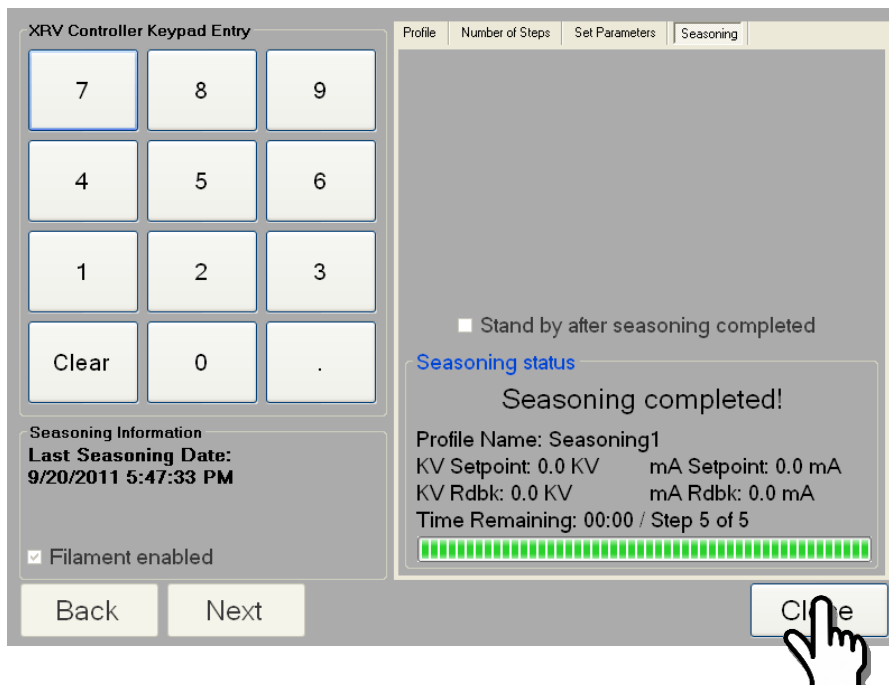 XRV Controller Keypad Entry
7 8 9
4 5 6
1 2 3
Clear 0 .
Seasoning Information
Last Seasoning Date:
9/20/2011 5:47:33 PM
Filament enabled
Back Next
Profile Number of Steps Set Parameters Seasoning
Stand by after seasoning completed
Seasoning status
Seasoning completed!
Profile Name: Seasoning1
KV Setpoint: 0.0 KV mA Setpoint: 0.0 mA
KV Rdbk: 0.0 KV mA Rdbk: 0.0 mA
Time Remaining: 00:00 / Step 5 of 5